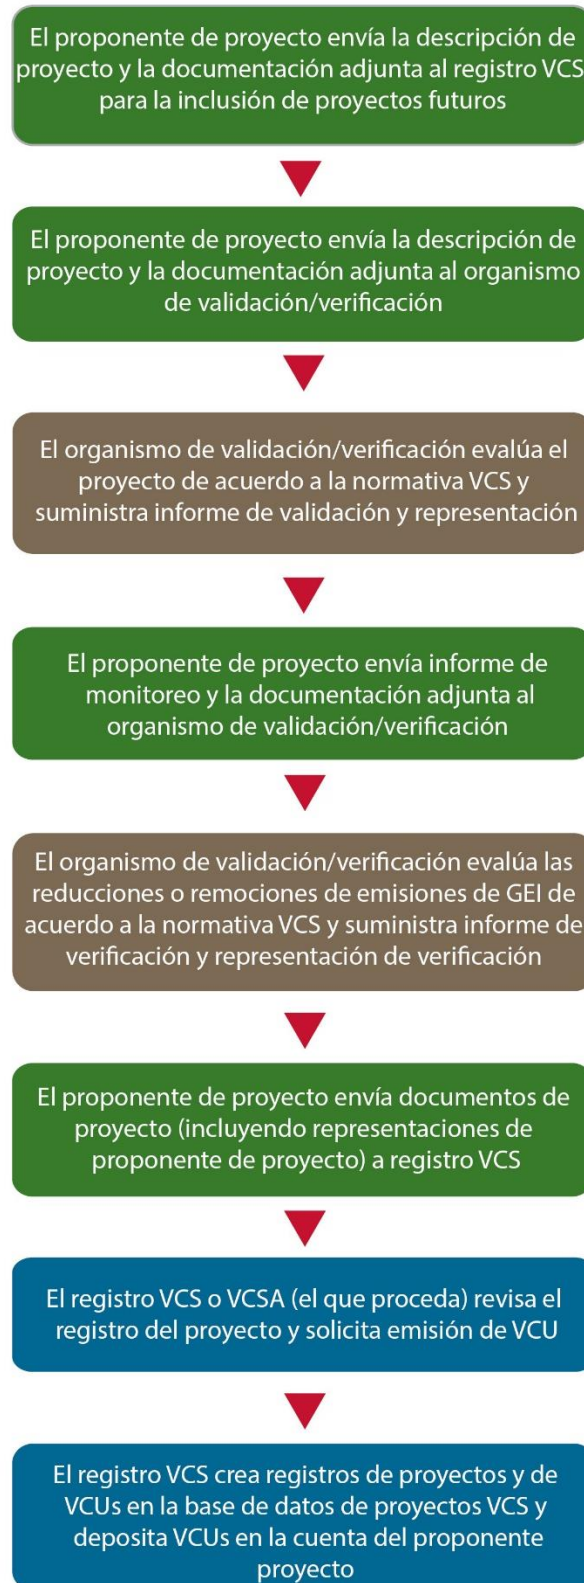 El proponente de proyecto envía la descripción de
proyecto y la documentación adjunta al registro VCS
para la inclusión de proyectos futuros
El proponente de proyecto envía la descripción de
proyecto y la documentación adjunta al organismo
de validación/verificación
El organismo de validación/verificación evalúa el
proyecto de acuerdo a la normativa VCS y
suministra informe de validación y representación
El proponente de proyecto envía informe de
monitoreo y la documentación adjunta al
organismo de validación/verificación
El organismo de validación/verificación evalúa las
reducciones o remociones de emisiones de GEI de
acuerdo a la normativa VCS y suministra informe de
verificación y representación de verificación
El proponente de proyecto envía documentos de
proyecto (incluyendo representaciones de
proponente de proyecto) a registro VCS
El registro VCS o VCSA (el que proceda) revisa el
registro del proyecto y solicita emisión de VCU
El registro VCS crea registros de proyectos y de
VCUs en la base de datos de proyectos VCS y
deposita VCUs en la cuenta del proponente
proyecto